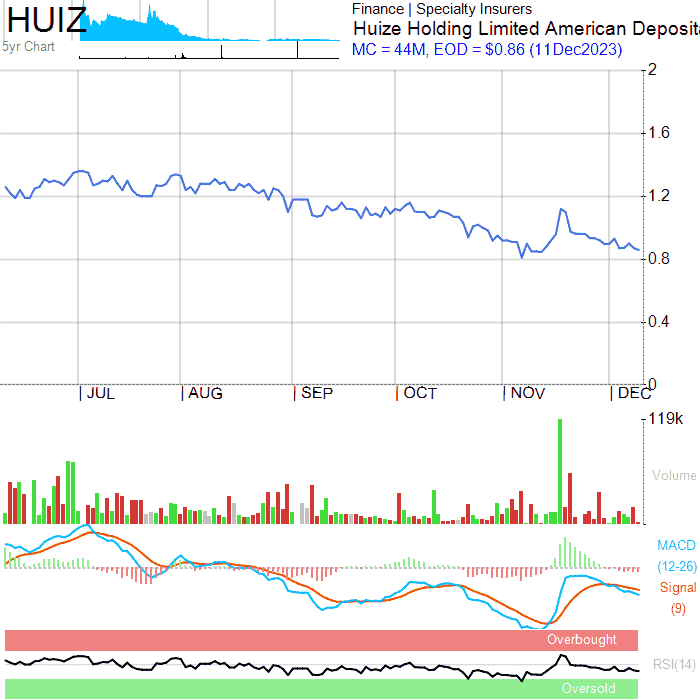 HUIZ
5yr Chart
Finance | Specialty Insurers
Huize Holding Limited American Deposit
MC = 44M, EOD = $0.86 (11Dec2023)
2
1.6
1.2
0.8
0.4
0
JUL AUG SEP OCT NOV DEC
119k
Volume
MACD
(12-26)
Signal
(9)
Overbought
RSI(14)
Oversold